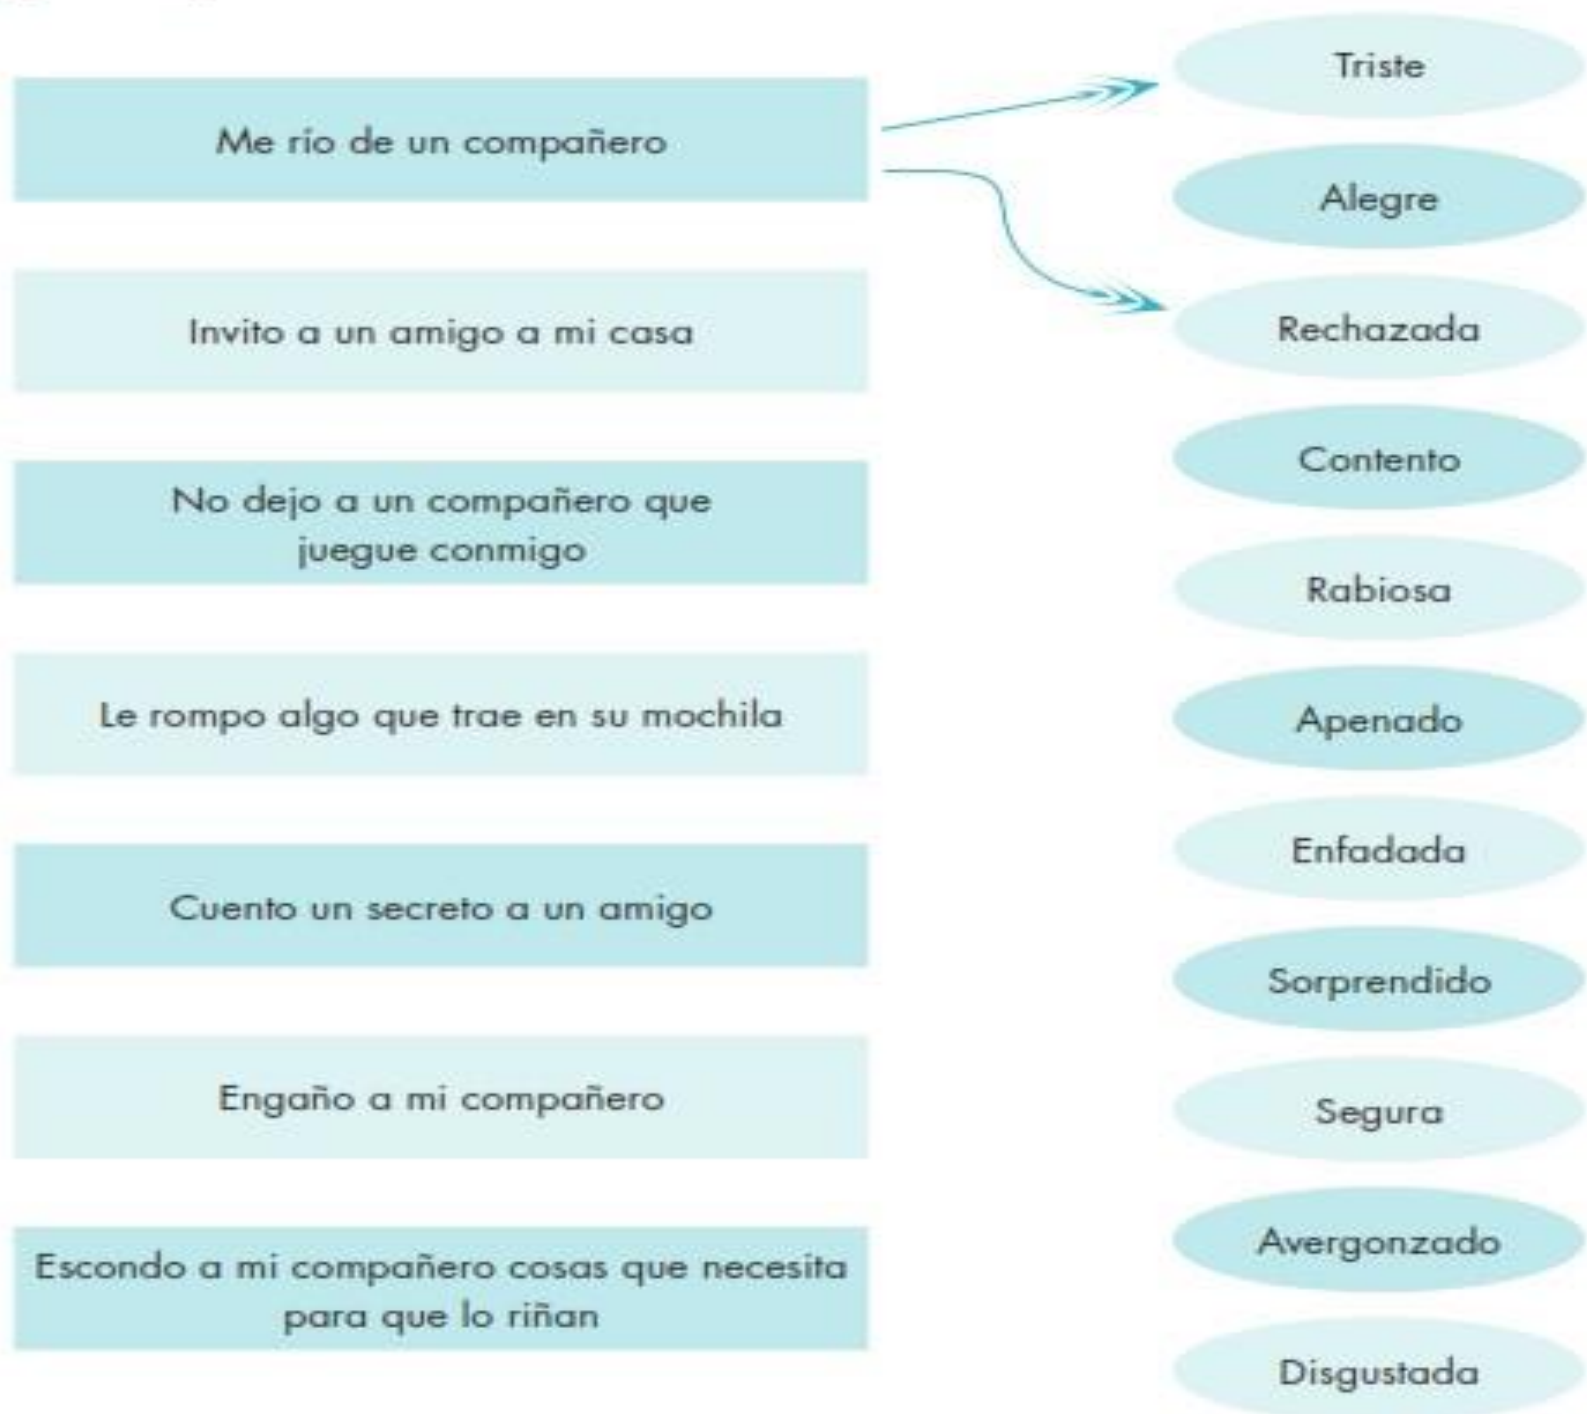 Me río de un compañero
Invito a un amigo a mi casa
No dejo a un compañero que
juegue conmigo
Le rompo algo que trae en su mochila
Cuento un secreto a un amigo
Engaño a mi compañero
Escondo a mi compañero cosas que necesita
para que lo riñan
Triste
Alegre
Rechazada
Contento
Rabiosa
Apenado
Enfadada
Sorprendido
Segura
Avergonzado
Disgustada